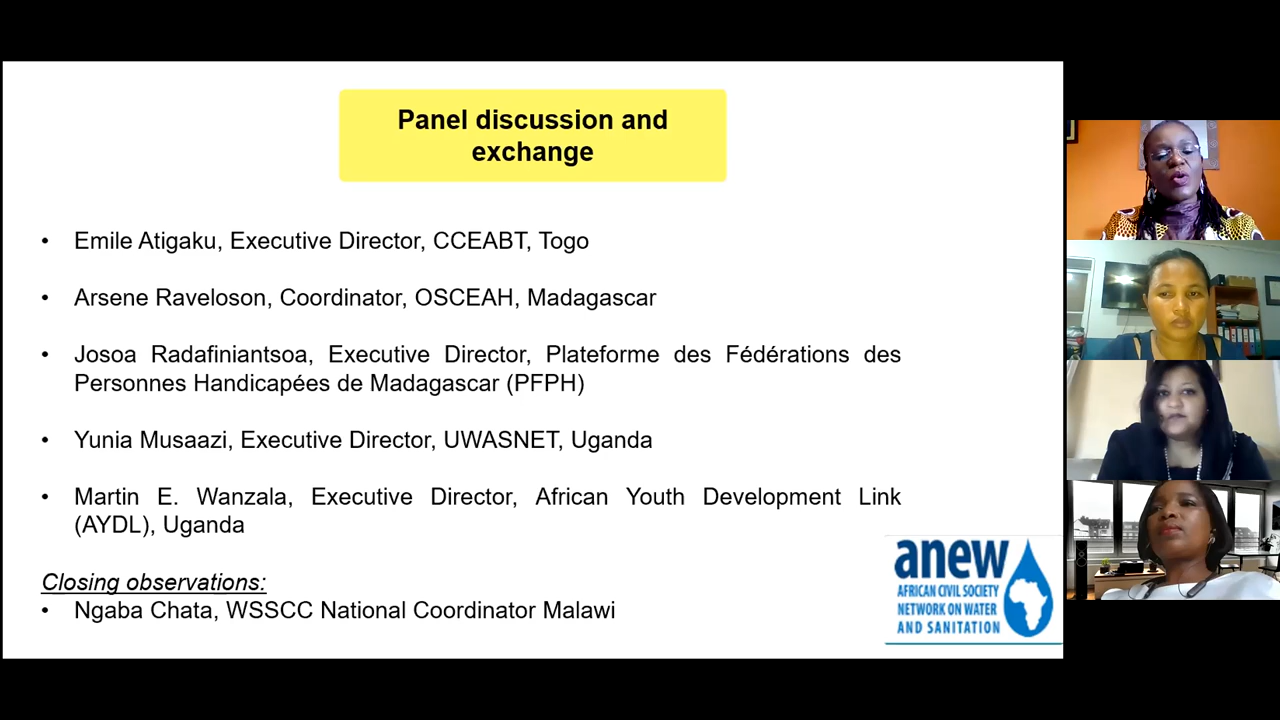 Panel discussion and
exchange
• Emile Atigaku, Executive Director, CCEABT, Togo
• Arsene Raveloson, Coordinator, OSCEAH, Madagascar
• Josoa Radafiniantsoa, Executive Director, Plateforme des Fédérations des
Personnes Handicapées de Madagascar (PFPH)
• Yunia Musaazi, Executive Director, UWASNET, Uganda
• Martin E. Wanzala, Executive Director, African Youth Development Link
(AYDL), Uganda
Closing observations:
• Ngaba Chata, WSSCC National Coordinator Malawi
anew
AFRICAN CIVIL SOCIETY
NETWORK ON WATER
AND SANITATION